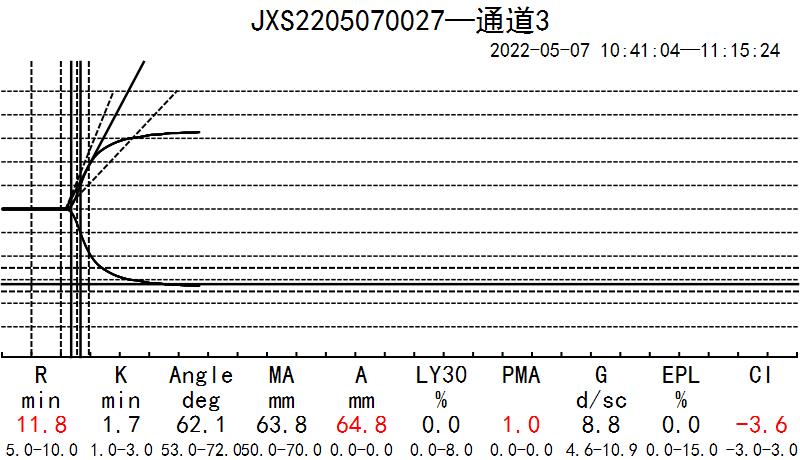 JXS2205070027—通道3
2022-05-07 10:41:04—11:15:24
R K Angle MA A LY30 PMA G EPL CI
min min deg mm mm % d/sc %
11.8 1.7 62.1 63.8 64.8 0.0 1.0 8.8 0.0 -3.6
5.0-10.0 1.0-3.0 53.0-72.0 50.0-70.0 0.0-0.0 0.0-8.0 0.0-0.0 4.6-10.9 0.0-15.0 -3.0-3.0